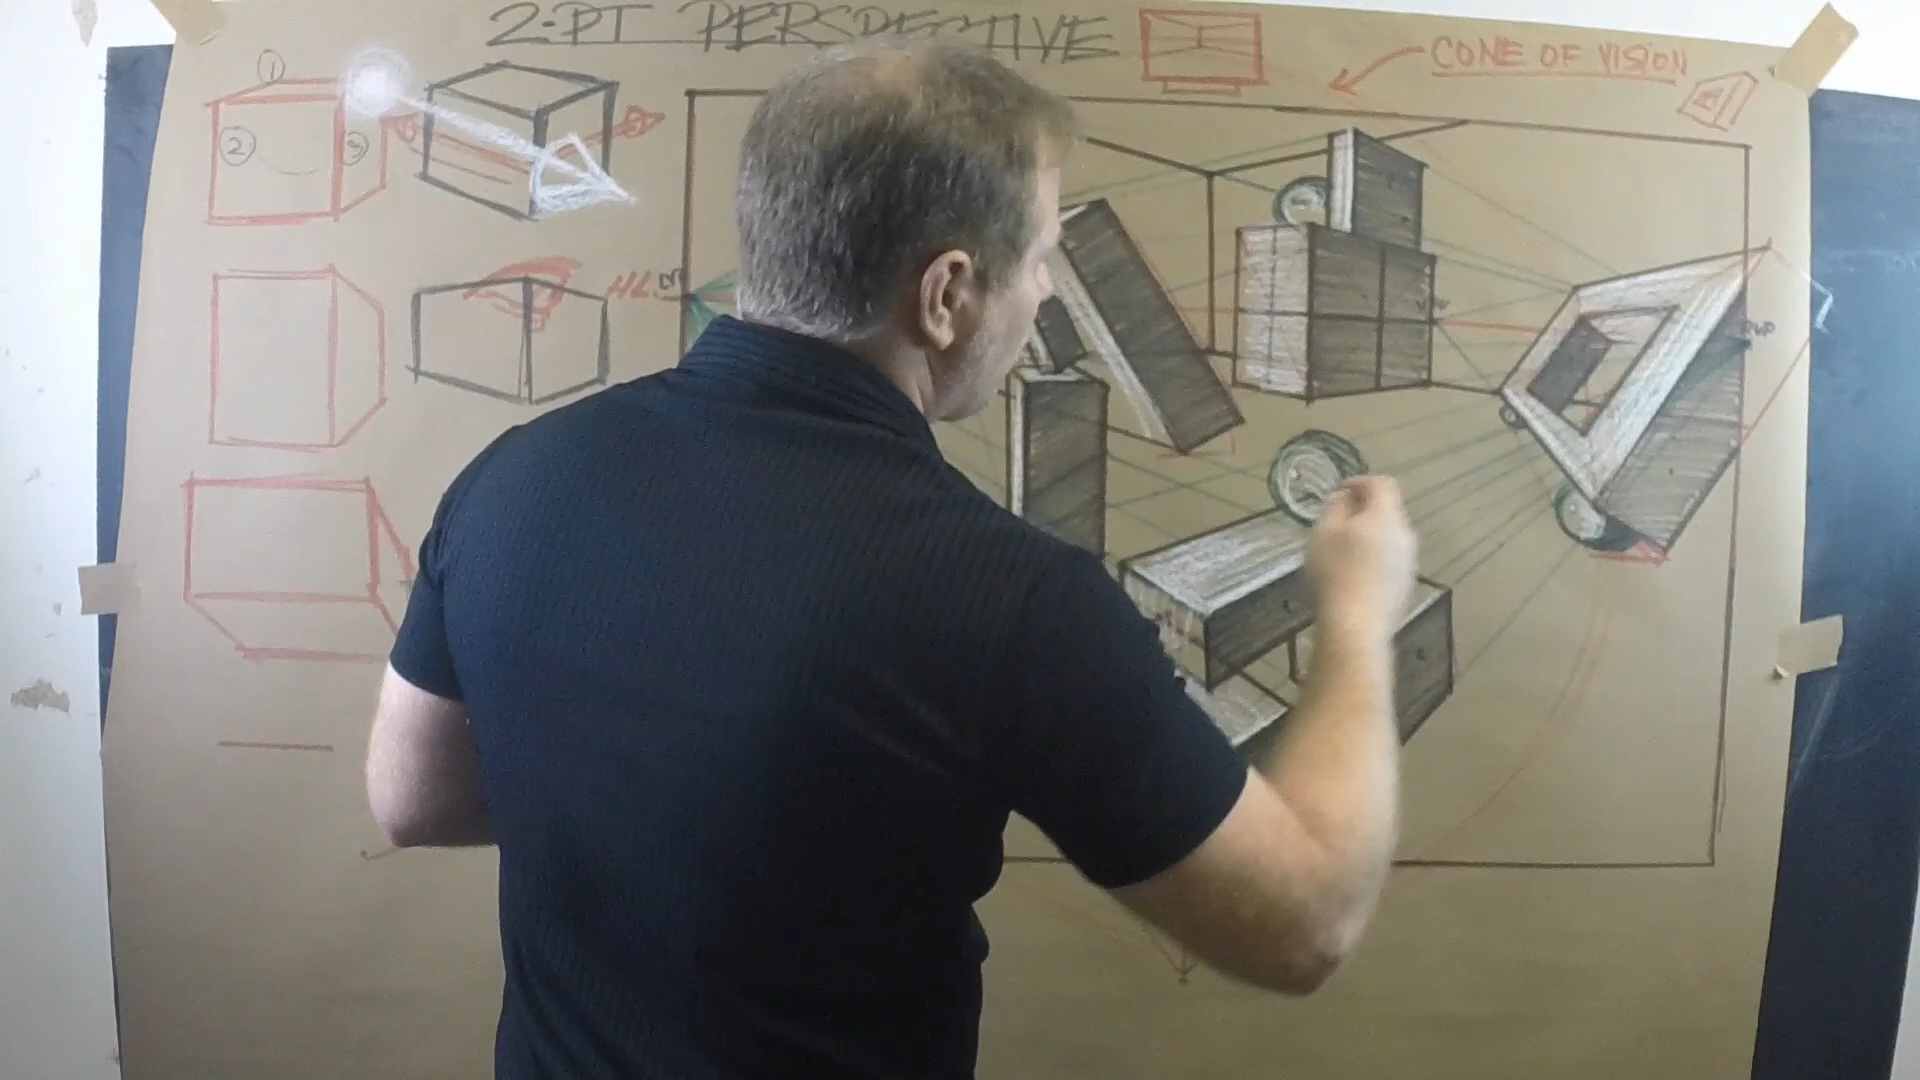 2-PT PERSPECTIVE
CONE OF VISION
1
2
3
HL